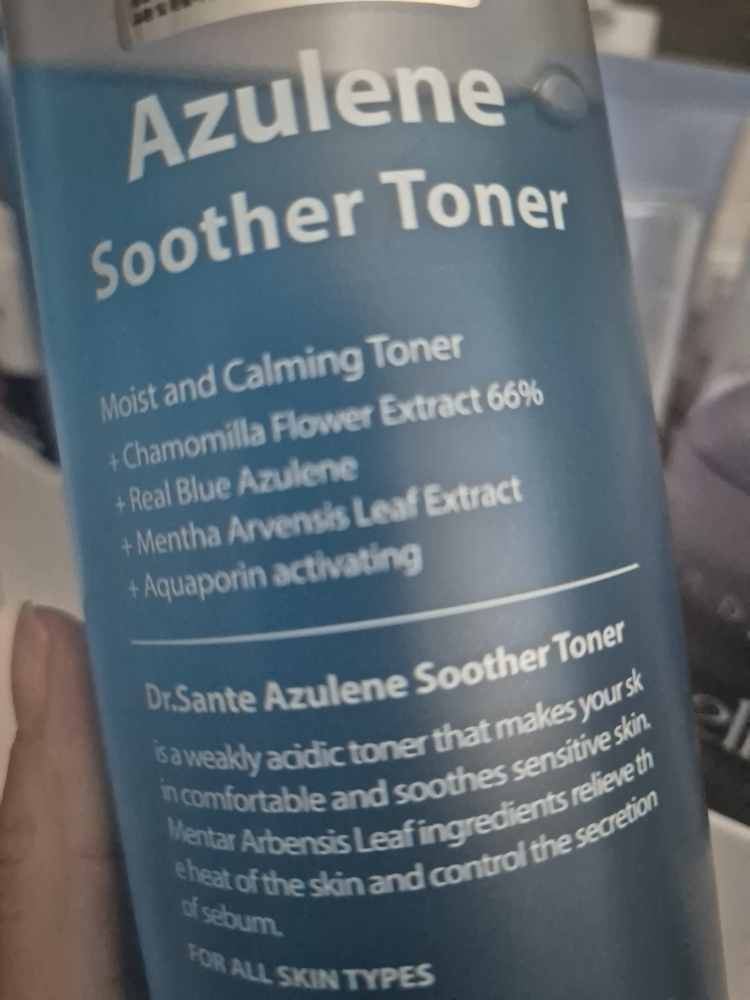 Azulene
Soother Toner
Moist and Calming Toner
+ Chamomilla Flower Extract 66%
+ Real Blue Azulene
+ Mentha Arvensis Leaf Extract
+ Aquaporin activating
Dr.Sante Azulene Soother Toner
is a weakly acidic toner that makes your sk
in comfortable and soothes sensitive skin.
Mentar Arbensis Leaf ingredients relieve th
e heat of the skin and control the secretion
of sebum.
FOR ALL SKIN TYPES